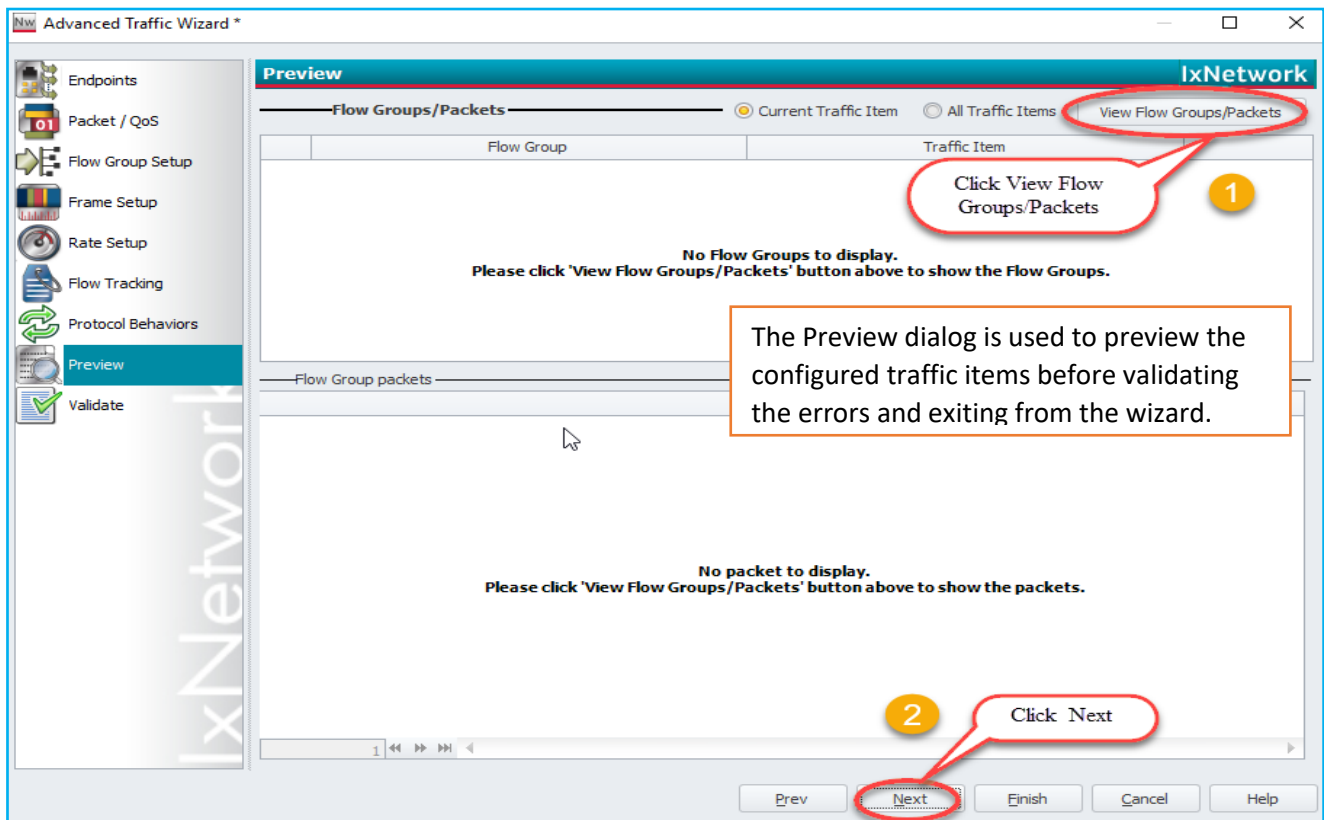 Nw Advanced Traffic Wizard *
Endpoints
Packet / QoS
Flow Group Setup
Frame Setup
Rate Setup
Flow Tracking
Protocol Behaviors
Preview
Validate
IxNetwork
Preview
IxNetwork
Flow Groups/Packets
Current Traffic Item
All Traffic Items
View Flow Groups/Packets
Flow Group
Traffic Item
Click View Flow
Groups/Packets
1
No Flow Groups to display.
Please click 'View Flow Groups/Packets' button above to show the Flow Groups.
The Preview dialog is used to preview the
configured traffic items before validating
the errors and exiting from the wizard.
Flow Group packets
No packet to display.
Please click 'View Flow Groups/Packets' button above to show the packets.
2
Click Next
1
Prev
Next
Finish
Cancel
Help